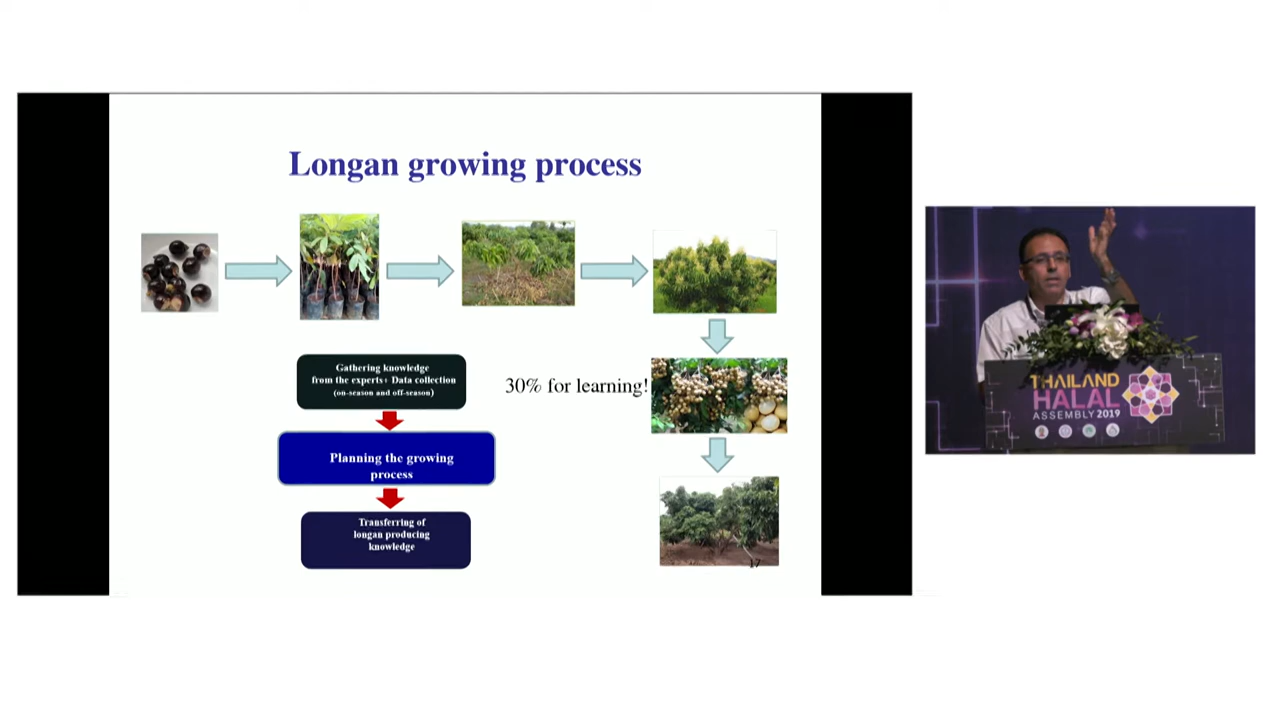 Longan growing process
Gathering knowledge
from the experts+ Data collection
(on-season and off-season)
30% for learning!
Planning the growing
process
Transferring of
longan producing
knowledge
17
THAILAND
HALAL
ASSEMBLY 2019